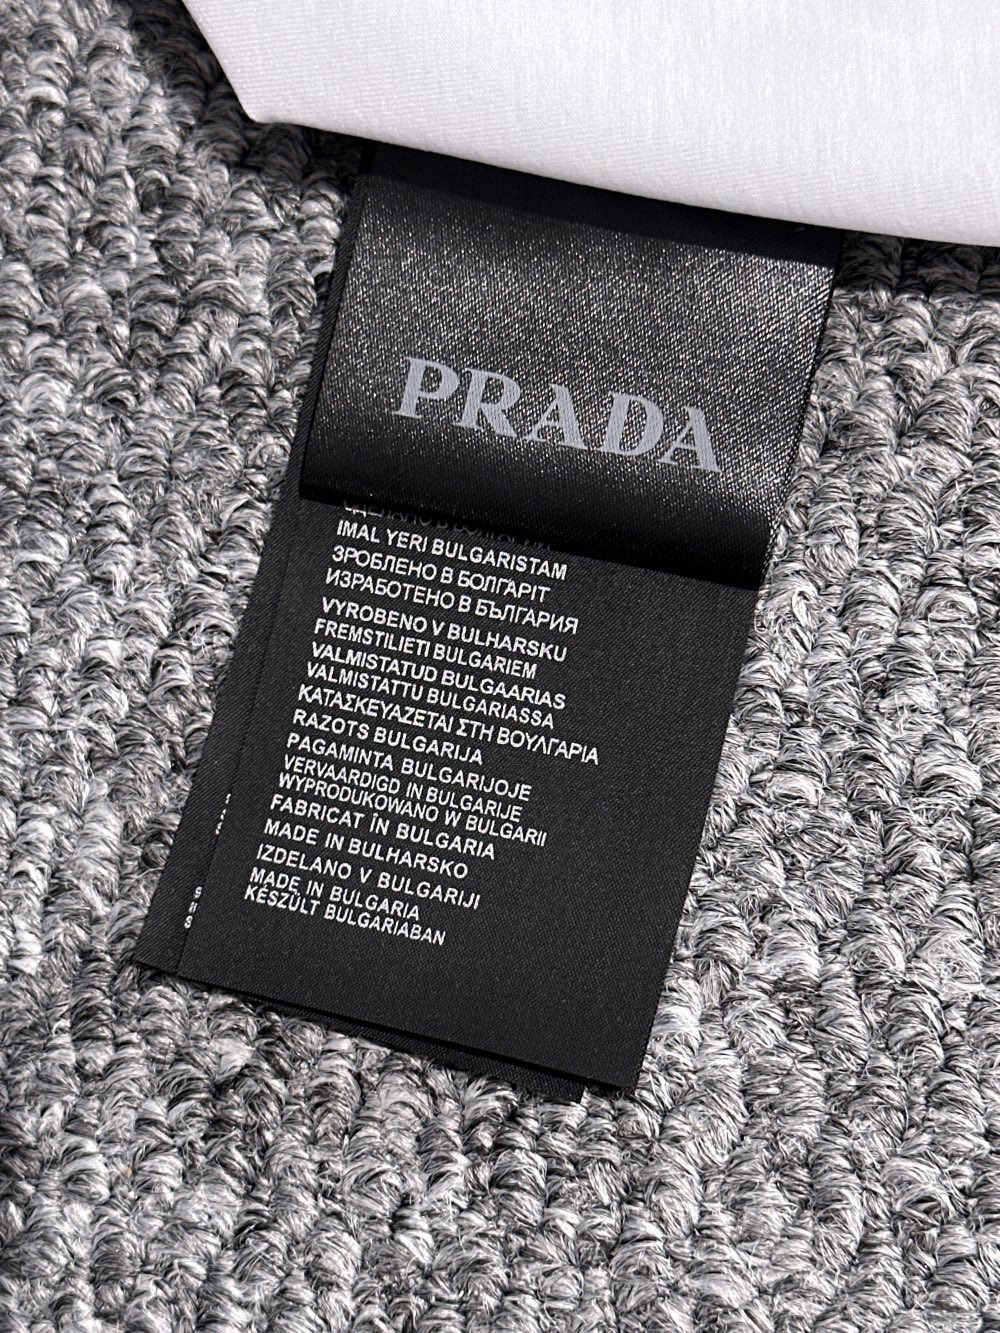 PRADA
IMAL YERI BULGARISTAM
ЗРОБЛЕНО В БОЛГАРІТ
ИЗРАБОТЕНО В БЪЛГАРИЯ
VYROBENO V BULHARSKU
FREMSTILIETI BULGARIEM
VALMISTATUD BULGAARIAS
VALMISTATTU BULGARIASSA
ΚΑΤΑΣΚΕΥΑΖΕΤΑΙ ΣΤΗ ΒΟΥΛΓΑΡΙΑ
RAZOTS BULGARIJA
PAGAMINTA BULGARIJOJE
VERVAARDIGD IN BULGARIJE
WYPRODUKOWANO W BULGARII
FABRICAT ÎN BULGARIA
MADE IN BULHARSKO
IZDELANO V BULGARIJI
MADE IN BULGARIA
KÉSZÜLT BULGARIABAN